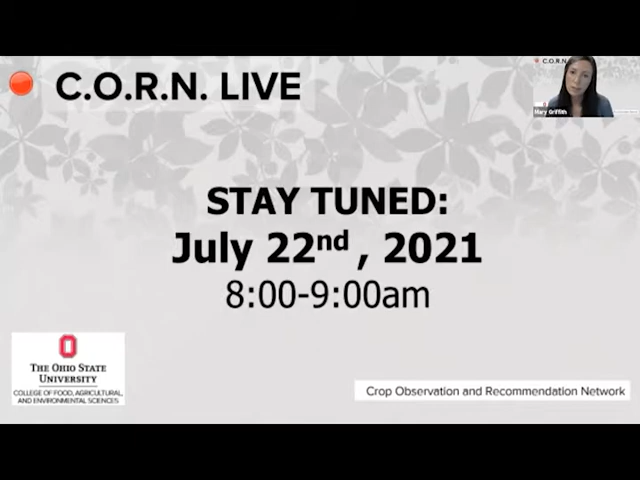 C.O.R.N. LIVE
C.O.R.N.
Mary Griffith
STAY TUNED:
July 22nd , 2021
8:00-9:00am
THE OHIO STATE
UNIVERSITY
COLLEGE OF FOOD, AGRICULTURAL,
AND ENVIRONMENTAL SCIENCES
Crop Observation and Recommendation Network